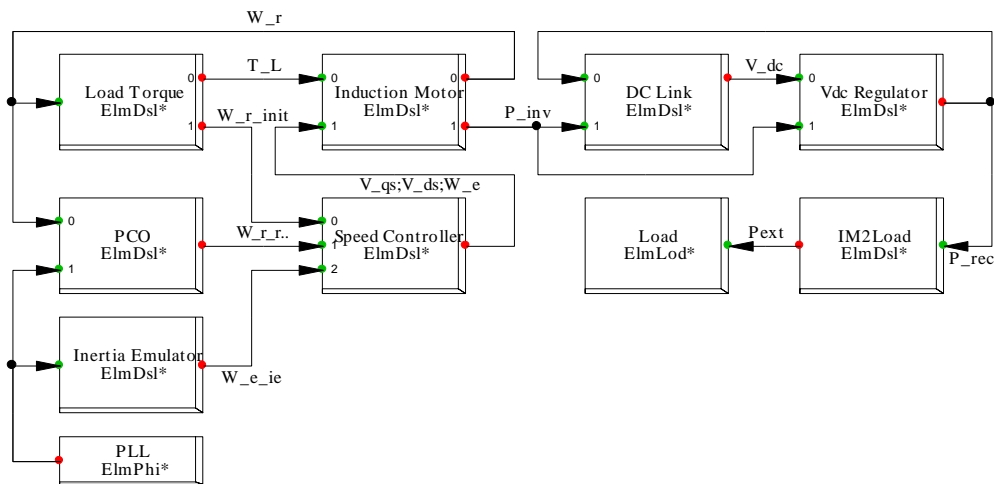 W_r
0
Load Torque
ElmDsl*
1
T_L
W_r_init
0
Induction Motor
ElmDsl*
1
0
1
P_inv
0
DC Link
ElmDsl*
1
V_dc
0
Vdc Regulator
ElmDsl*
1
V_qs;V_ds;W_e
0
PCO
ElmDsl*
1
W_r_r..
0
Speed Controller
1
ElmDsl*
2
Load
ElmLod*
Pext
IM2Load
ElmDsl*
P_rec
Inertia Emulator
ElmDsl*
W_e_ie
PLL
ElmPhi*